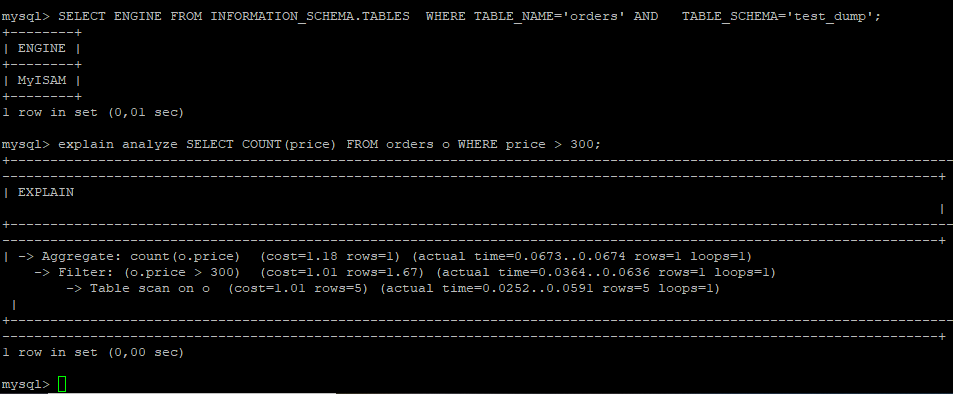 mysql> SELECT ENGINE FROM INFORMATION_SCHEMA.TABLES  WHERE TABLE_NAME='orders' AND   TABLE_SCHEMA='test_dump';
+--------+
| ENGINE |
+--------+
| MyISAM |
+--------+
1 row in set (0,01 sec)
mysql> explain analyze SELECT COUNT(price) FROM orders o WHERE price > 300;
+----------------------------------------------------------------------------------------------------------------------
---------------------------------------------------------------------------------------------------------------------+
| EXPLAIN
|
+----------------------------------------------------------------------------------------------------------------------
---------------------------------------------------------------------------------------------------------------------+
| -> Aggregate: count(o.price)  (cost=1.18 rows=1) (actual time=0.0673..0.0674 rows=1 loops=1)
    -> Filter: (o.price > 300)  (cost=1.01 rows=1.67) (actual time=0.0364..0.0636 rows=1 loops=1)
        -> Table scan on o  (cost=1.01 rows=5) (actual time=0.0252..0.0591 rows=5 loops=1)
 |
+----------------------------------------------------------------------------------------------------------------------
---------------------------------------------------------------------------------------------------------------------+
1 row in set (0,00 sec)
mysql>